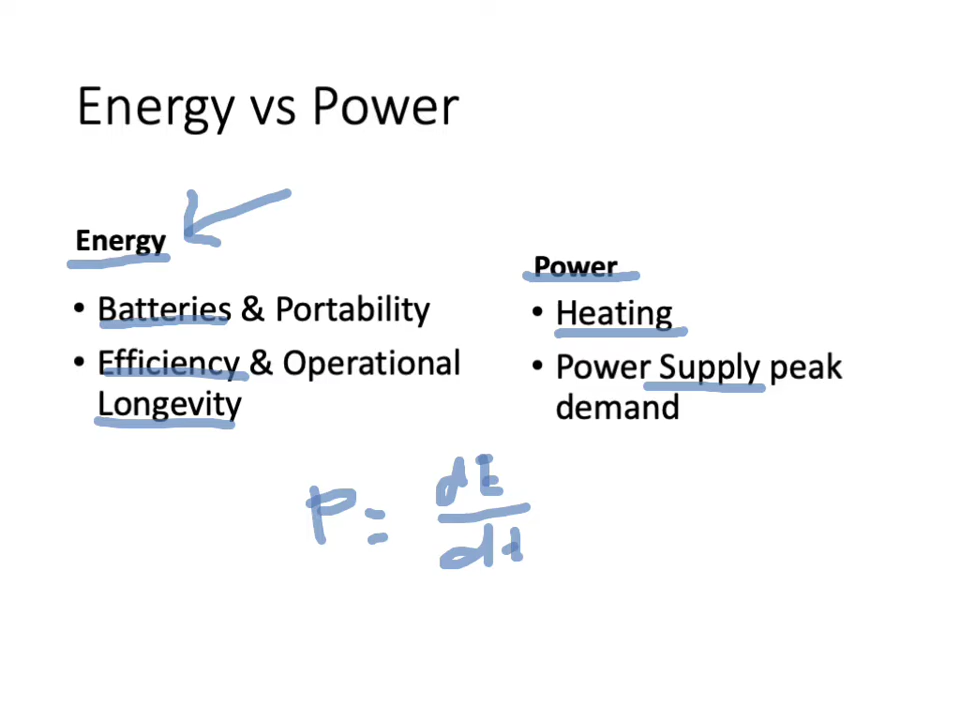 Energy vs Power
Energy
• Batteries & Portability
• Efficiency & Operational
Longevity
Power
• Heating
• Power Supply peak
demand
P = dE/dt